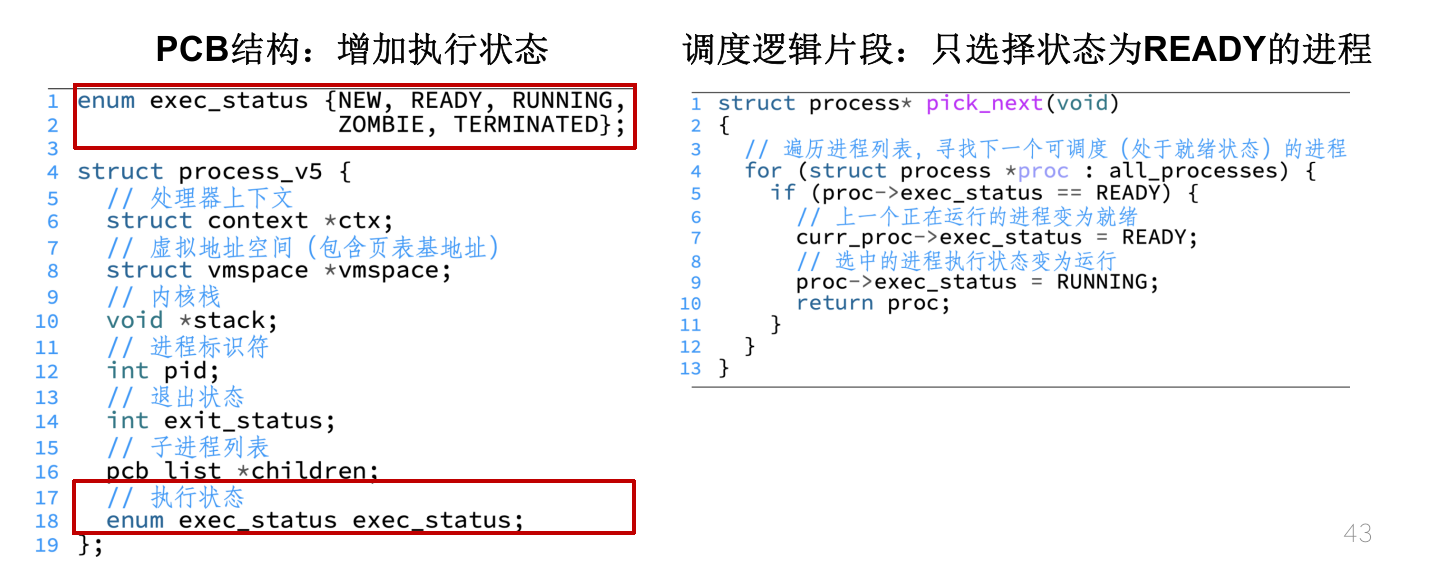 PCB结构：增加执行状态
1 enum exec_status {NEW, READY, RUNNING,
2 ZOMBIE, TERMINATED};
3
4 struct process_v5 {
5 // 处理器上下文
6 struct context *ctx;
7 // 虚拟地址空间（包含页表基地址）
8 struct vmspace *vmspace;
9 // 内核栈
10 void *stack;
11 // 进程标识符
12 int pid;
13 // 退出状态
14 int exit_status;
15 // 子进程列表
16 pcb_list *children;
17 // 执行状态
18 enum exec_status exec_status;
19 };
调度逻辑片段：只选择状态为READY的进程
1 struct process* pick_next(void)
2 {
3 // 遍历进程列表，寻找下一个可调度（处于就绪状态）的进程
4 for (struct process *proc : all_processes) {
5 if (proc->exec_status == READY) {
6 // 上一个正在运行的进程变为就绪
7 curr_proc->exec_status = READY;
8 // 选中的进程执行状态变为运行
9 proc->exec_status = RUNNING;
10 return proc;
11 }
12 }
13 }
43